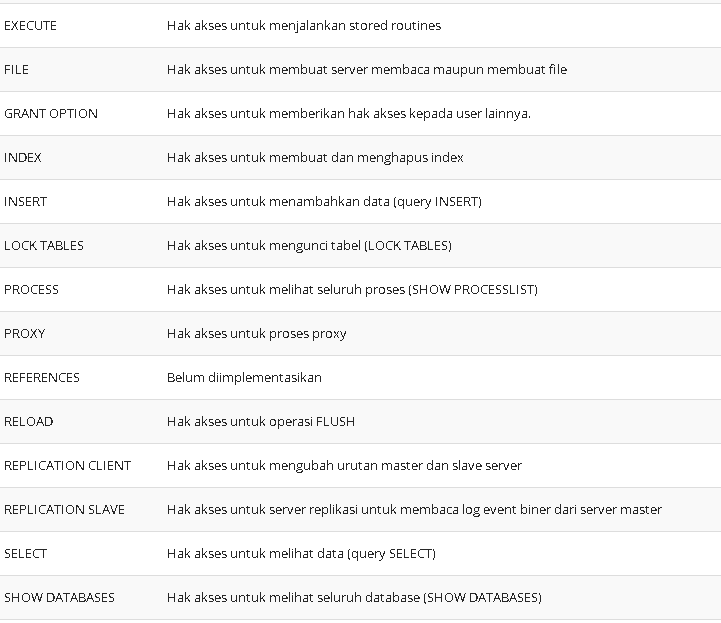 EXECUTE Hak akses untuk menjalankan stored routines
FILE Hak akses untuk membuat server membaca maupun membuat file
GRANT OPTION Hak akses untuk memberikan hak akses kepada user lainnya.
INDEX Hak akses untuk membuat dan menghapus index
INSERT Hak akses untuk menambahkan data (query INSERT)
LOCK TABLES Hak akses untuk mengunci tabel (LOCK TABLES)
PROCESS Hak akses untuk melihat seluruh proses (SHOW PROCESSLIST)
PROXY Hak akses untuk proses proxy
REFERENCES Belum diimplementasikan
RELOAD Hak akses untuk operasi FLUSH
REPLICATION CLIENT Hak akses untuk mengubah urutan master dan slave server
REPLICATION SLAVE Hak akses untuk server replikasi untuk membaca log event biner dari server master
SELECT Hak akses untuk melihat data (query SELECT)
SHOW DATABASES Hak akses untuk melihat seluruh database (SHOW DATABASES)